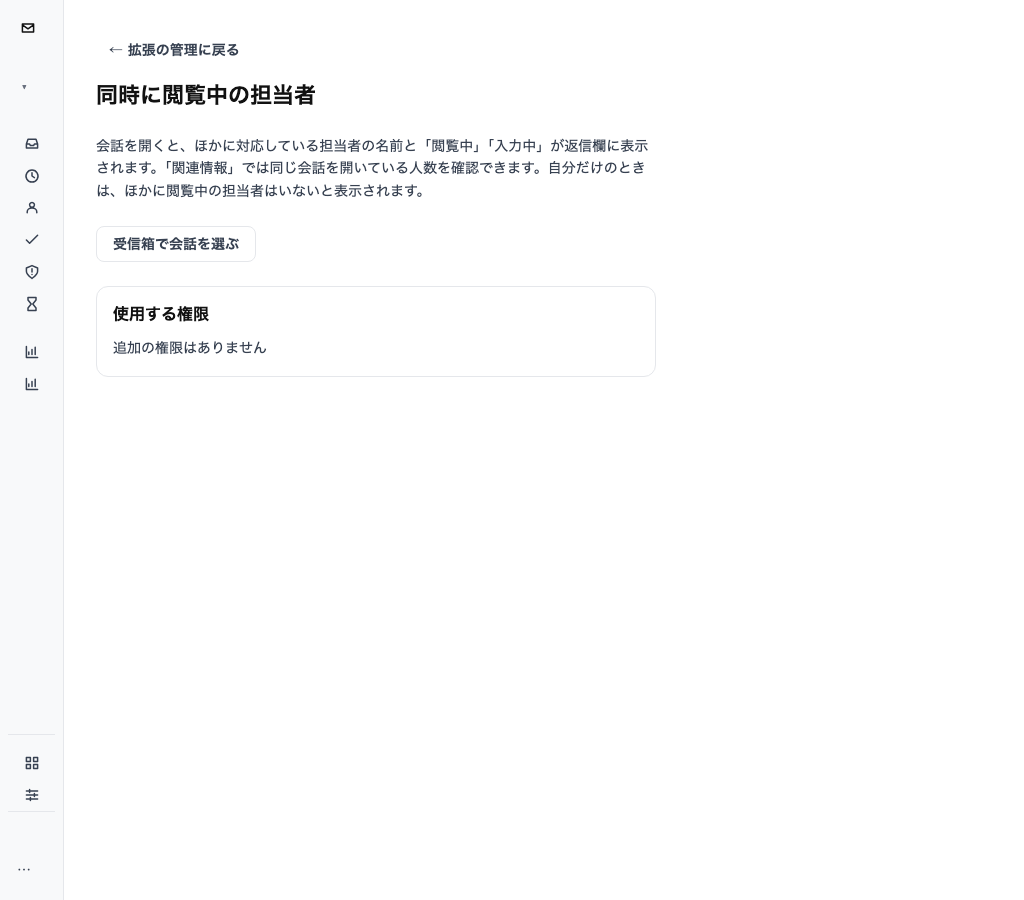 ← 拡張の管理に戻る
同時に閲覧中の担当者
会話を開くと、ほかに対応している担当者の名前と「閲覧中」「入力中」が返信欄に表示
されます。「関連情報」では同じ会話を開いている人数を確認できます。自分だけのとき
は、ほかに閲覧中の担当者はいないと表示されます。
受信箱で会話を選ぶ
使用する権限
追加の権限はありません